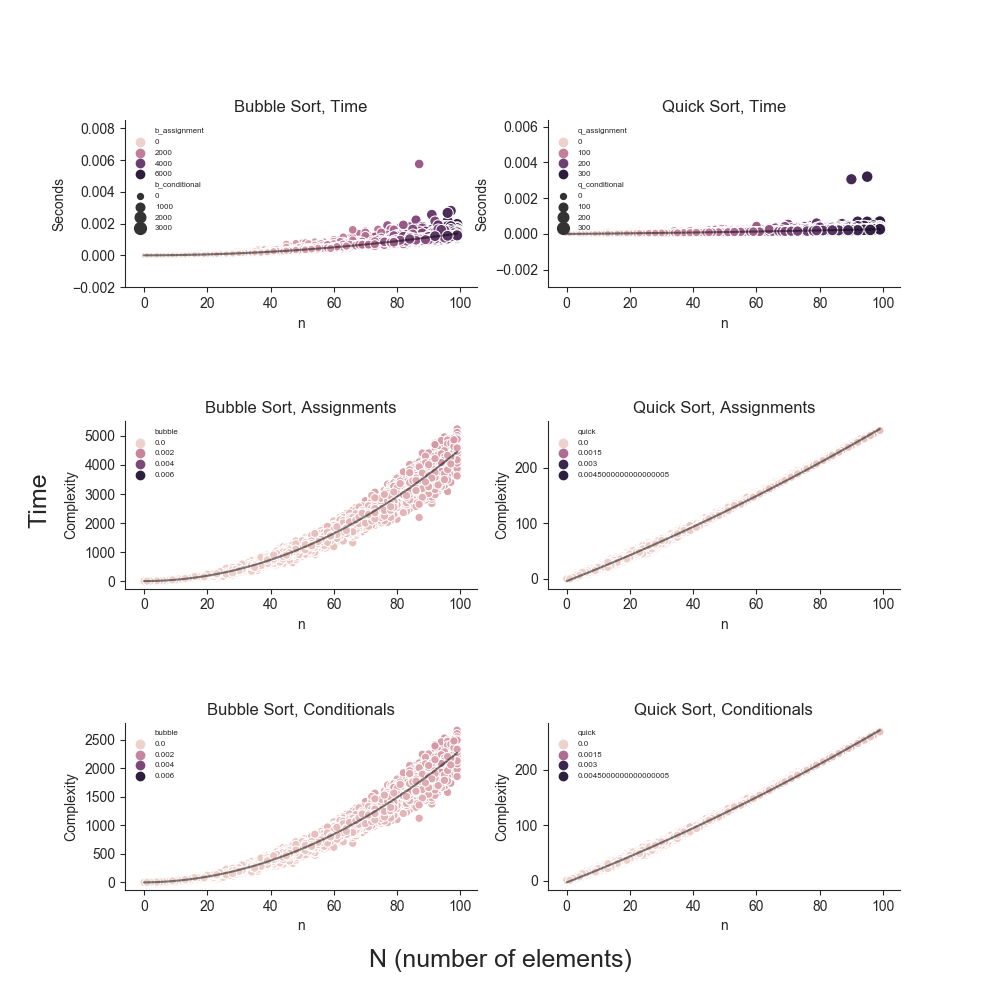 Bubble Sort, Time
Seconds
0.008
0.006
0.004
0.002
0.000
−0.002
b_assignment
0
2000
4000
6000
b_conditional
0
1000
2000
3000
0 20 40 60 80 100
n
Quick Sort, Time
Seconds
0.006
0.004
0.002
0.000
−0.002
q_assignment
0
100
200
300
q_conditional
0
100
200
300
0 20 40 60 80 100
n
Time
Bubble Sort, Assignments
Complexity
5000
4000
3000
2000
1000
0
bubble
0.0
0.002
0.004
0.006
0 20 40 60 80 100
n
Quick Sort, Assignments
Complexity
200
100
0
quick
0.0
0.0015
0.003
0.0045000000000000005
0 20 40 60 80 100
n
Bubble Sort, Conditionals
Complexity
2500
2000
1500
1000
500
0
bubble
0.0
0.002
0.004
0.006
0 20 40 60 80 100
n
Quick Sort, Conditionals
Complexity
200
100
0
quick
0.0
0.0015
0.003
0.0045000000000000005
0 20 40 60 80 100
n
N (number of elements)